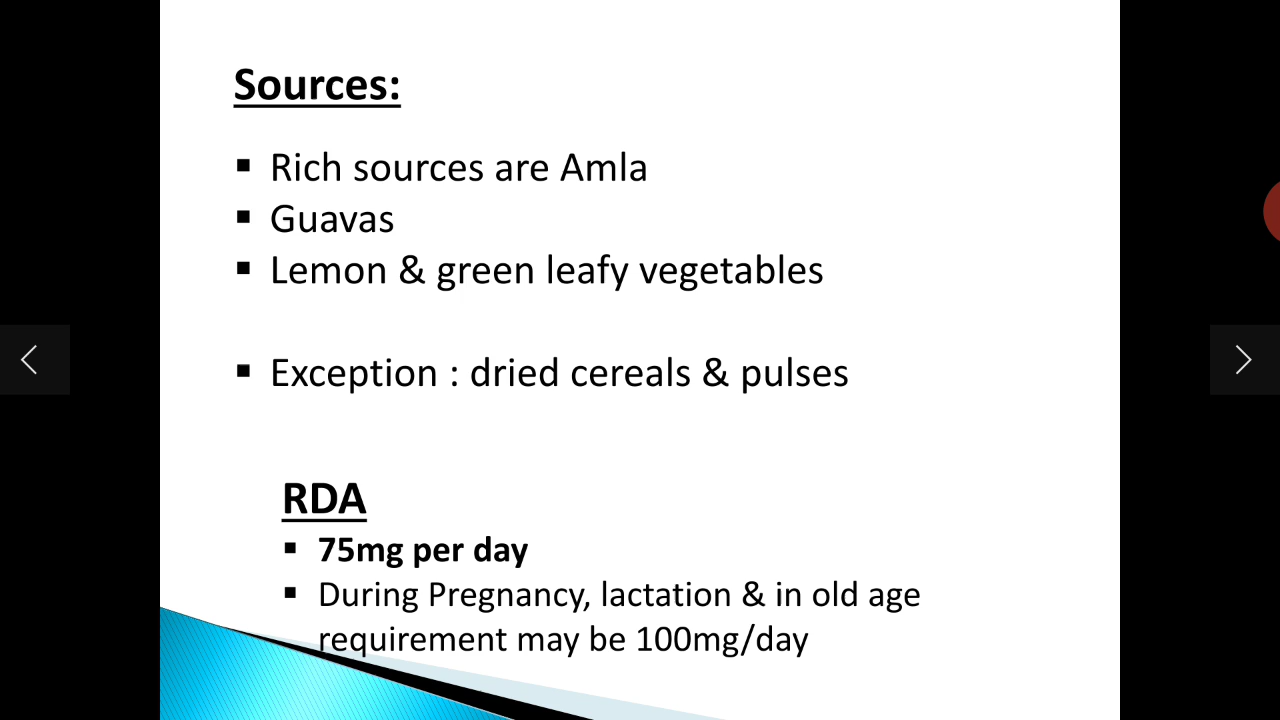 Sources:
▪ Rich sources are Amla
▪ Guavas
▪ Lemon & green leafy vegetables
▪ Exception : dried cereals & pulses
RDA
▪ 75mg per day
▪ During Pregnancy, lactation & in old age
requirement may be 100mg/day